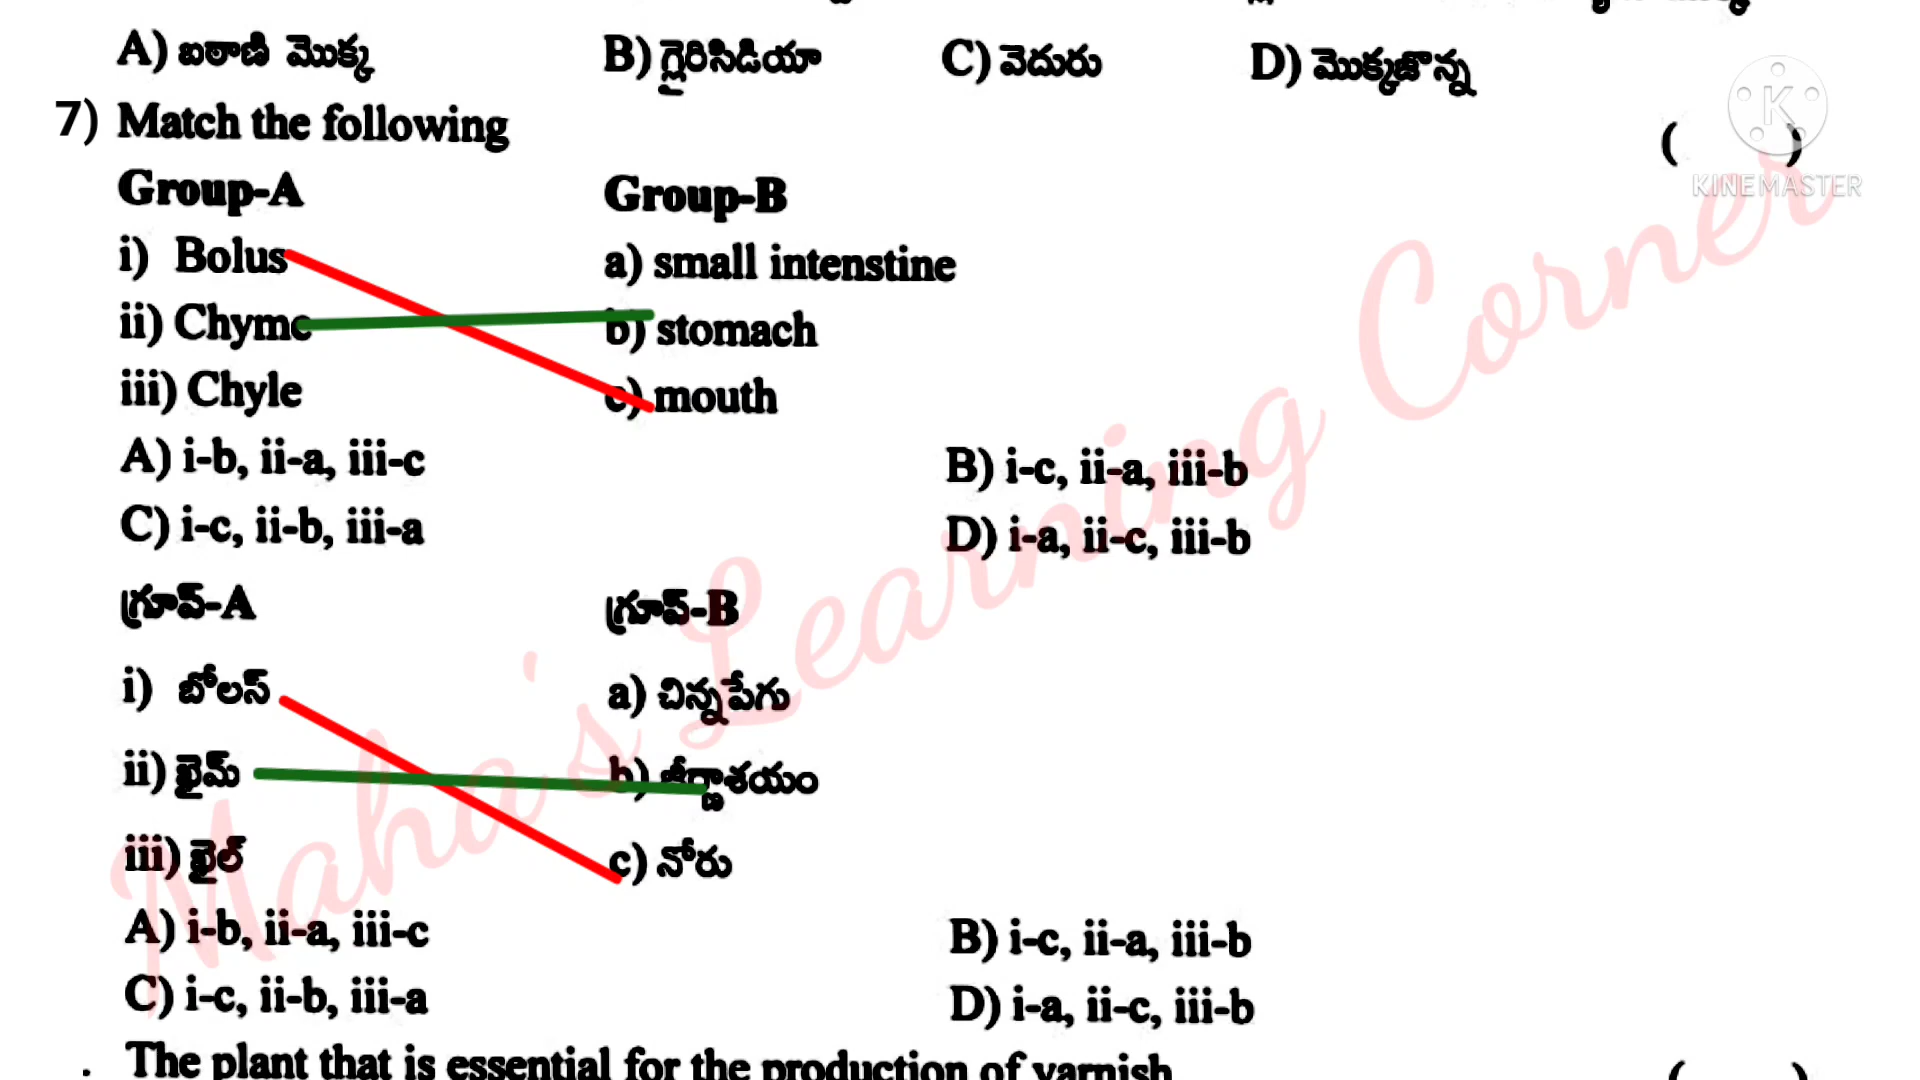 A) ఐఠాణి మొక్క B) గ్లైరిసిడియా C) వెదురు D) మొక్కజొన్న
7) Match the following ( )
K
KINEMASTER
Group-A Group-B
i) Bolus a) small intenstine
ii) Chyme b) stomach
iii) Chyle c) mouth
A) i-b, ii-a, iii-c B) i-c, ii-a, iii-b
C) i-c, ii-b, iii-a D) i-a, ii-c, iii-b
గ్రూప్-A గ్రూప్-B
i) బోలస్ a) చిన్నపేగు
ii) ఖైమ్ b) జీర్ణాశయం
iii) ఖైల్ c) నోరు
A) i-b, ii-a, iii-c B) i-c, ii-a, iii-b
C) i-c, ii-b, iii-a D) i-a, ii-c, iii-b
. The plant that is essential for the production of varnish ( )
Maha's Learning Corner